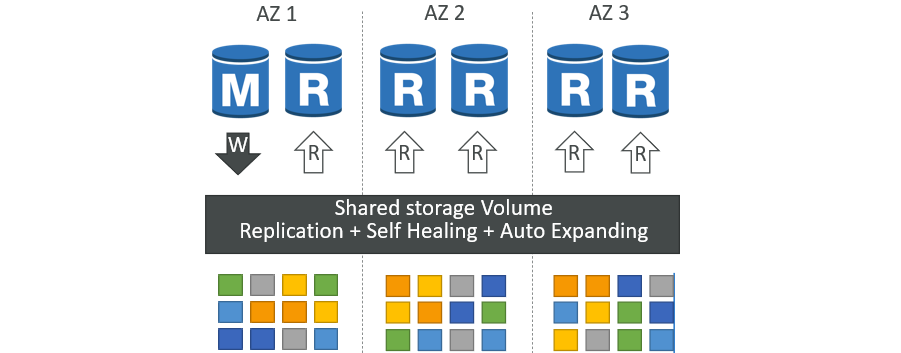 AZ 1
AZ 2
AZ 3
M
R
R
R
R
R
W
R
R
R
R
R
Shared storage Volume
Replication + Self Healing + Auto Expanding